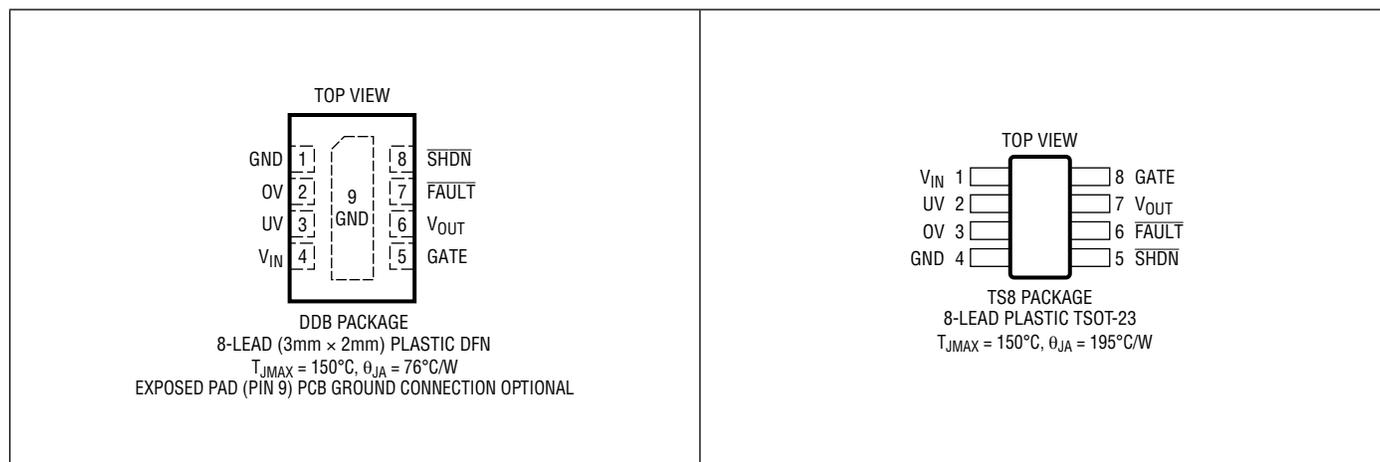 TOP VIEW
GND 1 8 SHDN
OV 2 7 FAULT
UV 3 6 VOUT
VIN 4 5 GATE
9
GND
DDB PACKAGE
8-LEAD (3mm × 2mm) PLASTIC DFN
TJMAX = 150°C, θJA = 76°C/W
EXPOSED PAD (PIN 9) PCB GROUND CONNECTION OPTIONAL
TOP VIEW
VIN 1 8 GATE
UV 2 7 VOUT
OV 3 6 FAULT
GND 4 5 SHDN
TS8 PACKAGE
8-LEAD PLASTIC TSOT-23
TJMAX = 150°C, θJA = 195°C/W